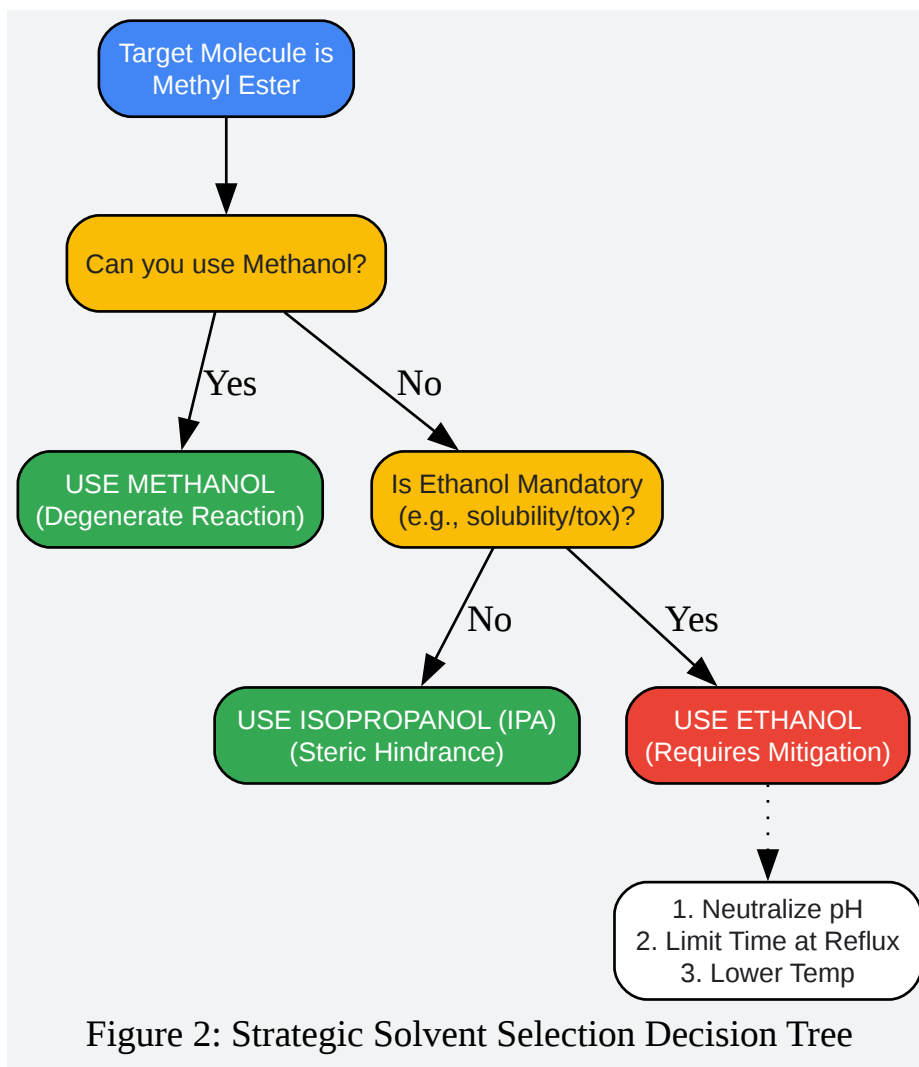 Target Molecule is
Methyl Ester
Can you use Methanol?
Yes
No
USE METHANOL
(Degenerate Reaction)
Is Ethanol Mandatory
(e.g., solubility/tox)?
No
Yes
USE ISOPROPANOL (IPA)
(Steric Hindrance)
USE ETHANOL
(Requires Mitigation)
1. Neutralize pH
2. Limit Time at Reflux
3. Lower Temp
Figure 2: Strategic Solvent Selection Decision Tree